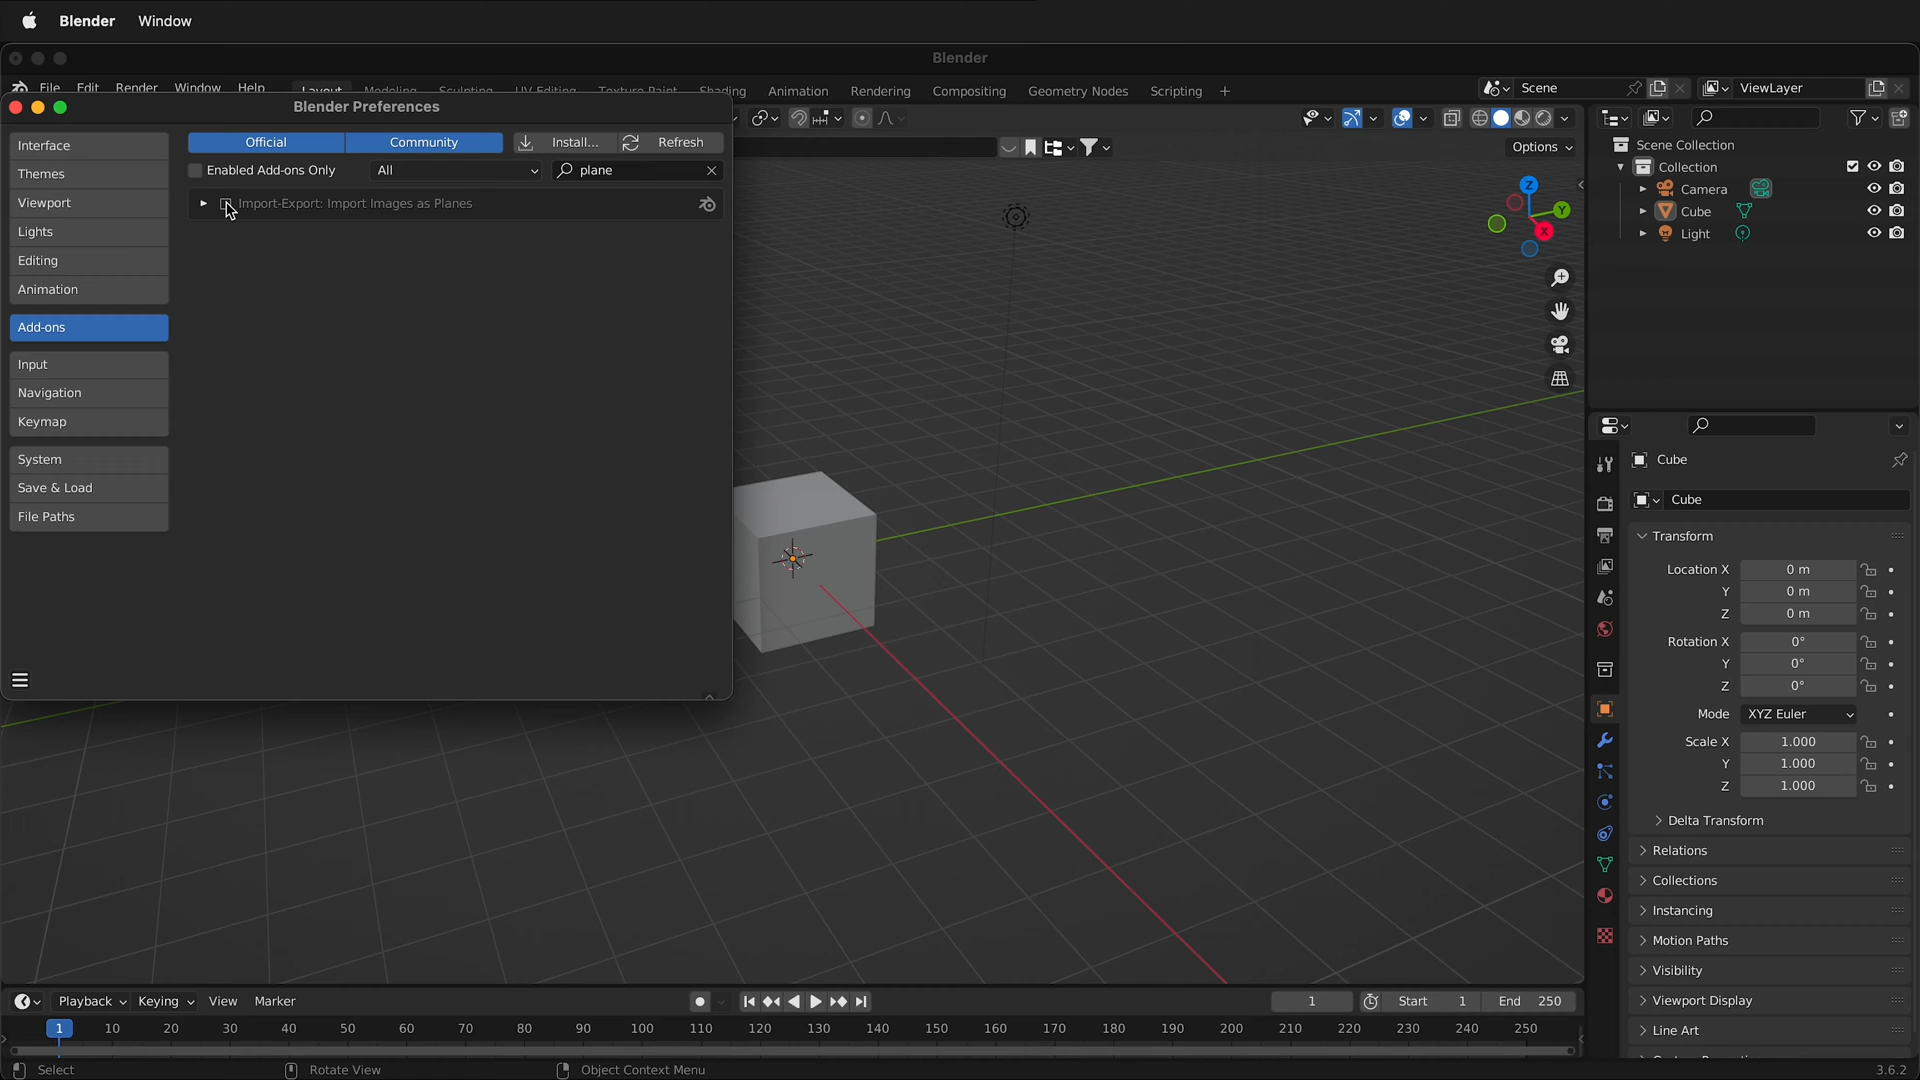 Blender Window
Blender
File Edit Render Window Help Layout Modeling Sculpting UV Editing Texture Paint Shading Animation Rendering Compositing Geometry Nodes Scripting +
Scene
ViewLayer
Blender Preferences
Interface
Themes
Viewport
Lights
Editing
Animation
Add-ons
Input
Navigation
Keymap
System
Save & Load
File Paths
Official Community Install... Refresh
Enabled Add-ons Only All plane
Import-Export: Import Images as Planes
Options
Z
Y
X
Scene Collection
Collection
Camera
Cube
Light
Cube
Cube
Transform
Location X 0 m
Y 0 m
Z 0 m
Rotation X 0°
Y 0°
Z 0°
Mode XYZ Euler
Scale X 1.000
Y 1.000
Z 1.000
Delta Transform
Relations
Collections
Instancing
Motion Paths
Visibility
Viewport Display
Line Art
Playback Keying View Marker 1 Start 1 End 250
1 10 20 30 40 50 60 70 80 90 100 110 120 130 140 150 160 170 180 190 200 210 220 230 240 250
Select Rotate View Object Context Menu 3.6.2